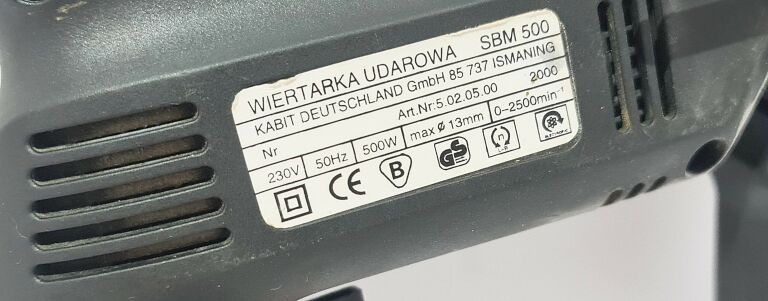 WIERTARKA UDAROWA SBM 500
KABIT DEUTSCHLAND GmbH 85 737 ISMANING
Art.Nr:5.02.05.00 2000
Nr
230V 50Hz 500W max ø 13mm 0–2500min⁻¹
CE B GS n L-R